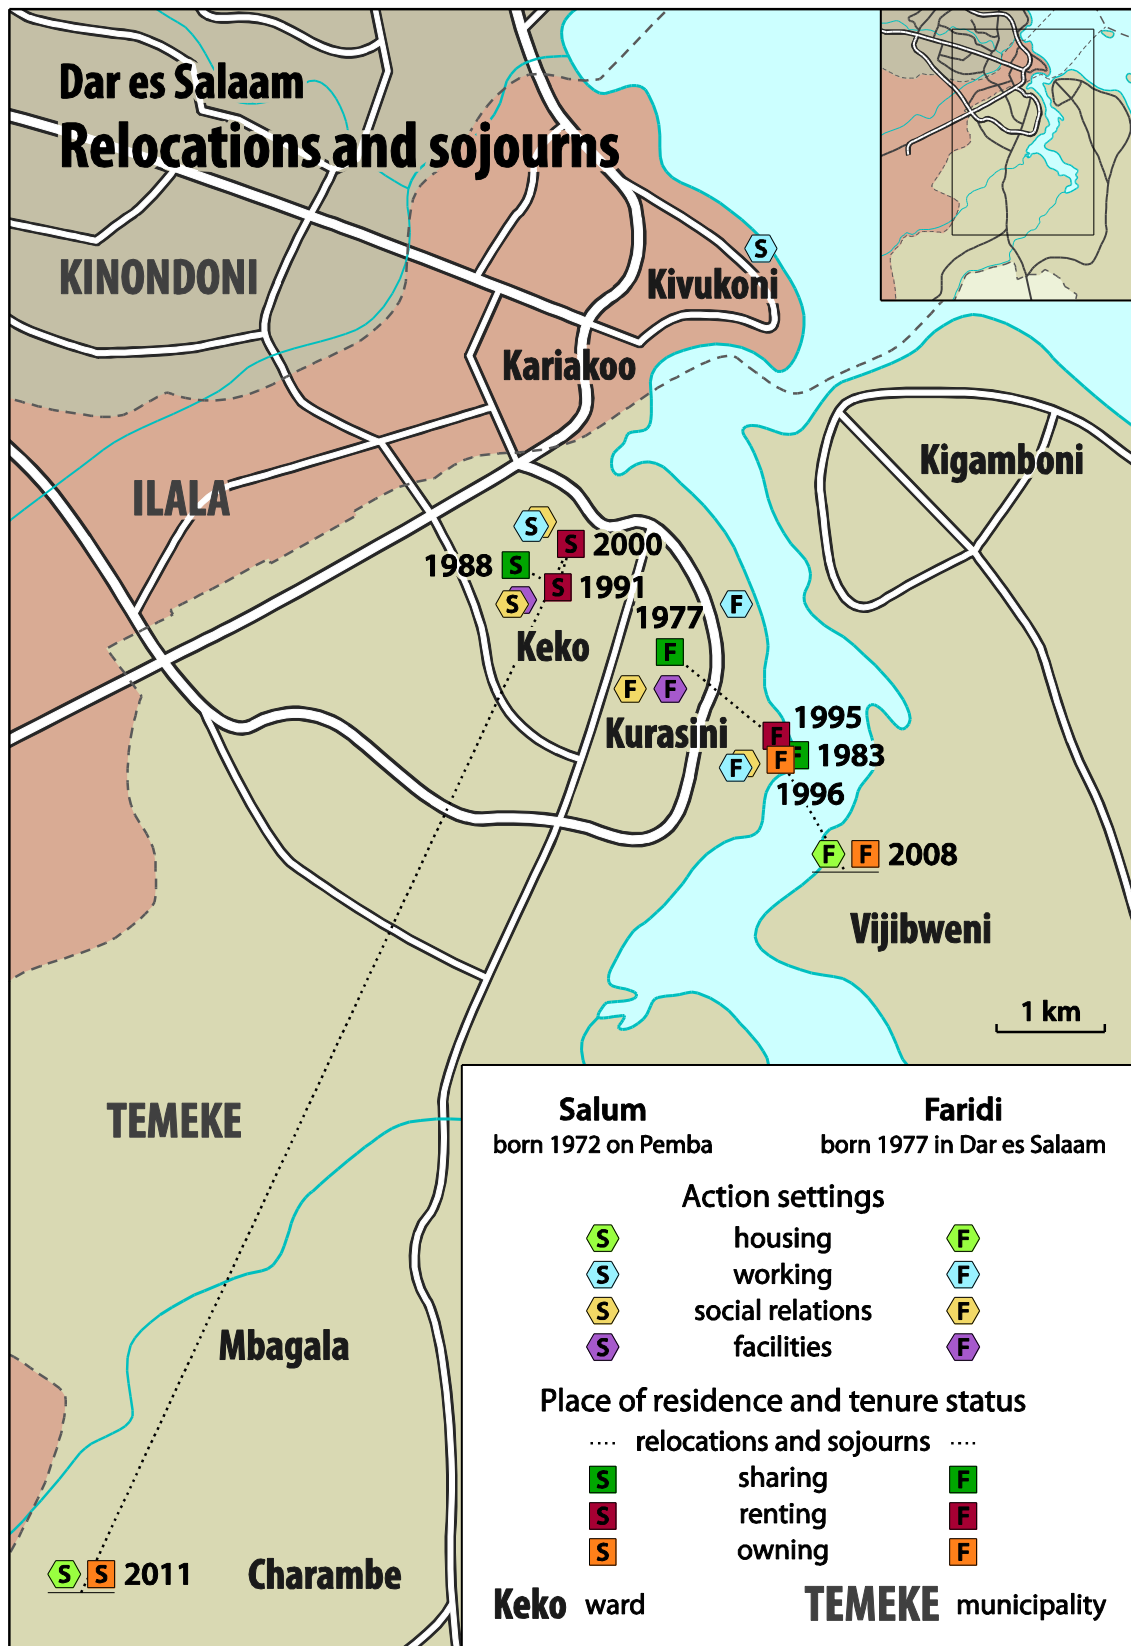 Dar es Salaam
Relocations and sojourns
KINONDONI
S
Kivukoni
Kariakoo
Kigamboni
ILALA
S
S 2000
1988 S
S 1991
S
F
1977
Keko
F
F F
Kurasini
1995
F
F 1983
F
F
1996
F F 2008
Vijibweni
1 km
TEMEKE
Mbagala
S S 2011
Charambe
Salum Faridi
born 1972 on Pemba born 1977 in Dar es Salaam
Action settings
S housing F
S working F
S social relations F
S facilities F
Place of residence and tenure status
relocations and sojourns
S sharing F
S renting F
S owning F
Keko ward TEMEKE municipality